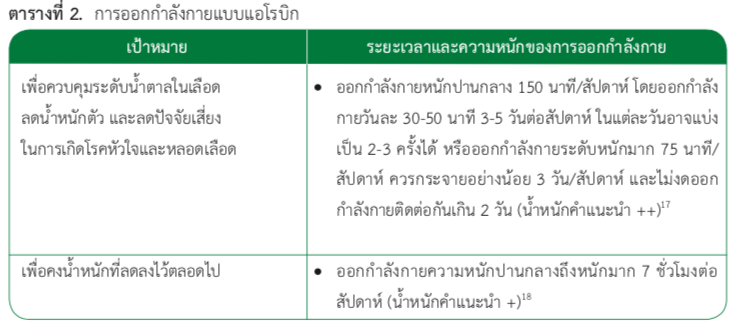 ตารางที่ 2. การออกกำลังกายแบบแอโรบิก
เป้าหมาย
ระยะเวลาและความหนักของการออกกำลังกาย
เพื่อควบคุมระดับน้ำตาลในเลือด
ลดน้ำหนักตัว และลดปัจจัยเสี่ยง
ในการเกิดโรคหัวใจและหลอดเลือด
● ออกกำลังกายหนักปานกลาง 150 นาที/สัปดาห์ โดยออกกำลัง
กายวันละ 30-50 นาที 3-5 วันต่อสัปดาห์ ในแต่ละวันอาจแบ่ง
เป็น 2-3 ครั้งได้ หรือออกกำลังกายระดับหนักมาก 75 นาที/
สัปดาห์ ควรกระจายอย่างน้อย 3 วัน/สัปดาห์ และไม่งดออก
กำลังกายติดต่อกันเกิน 2 วัน (น้ำหนักคำแนะนำ ++)¹⁷
เพื่อคงน้ำหนักที่ลดลงไว้ตลอดไป
● ออกกำลังกายความหนักปานกลางถึงหนักมาก 7 ชั่วโมงต่อ
สัปดาห์ (น้ำหนักคำแนะนำ +)¹⁸